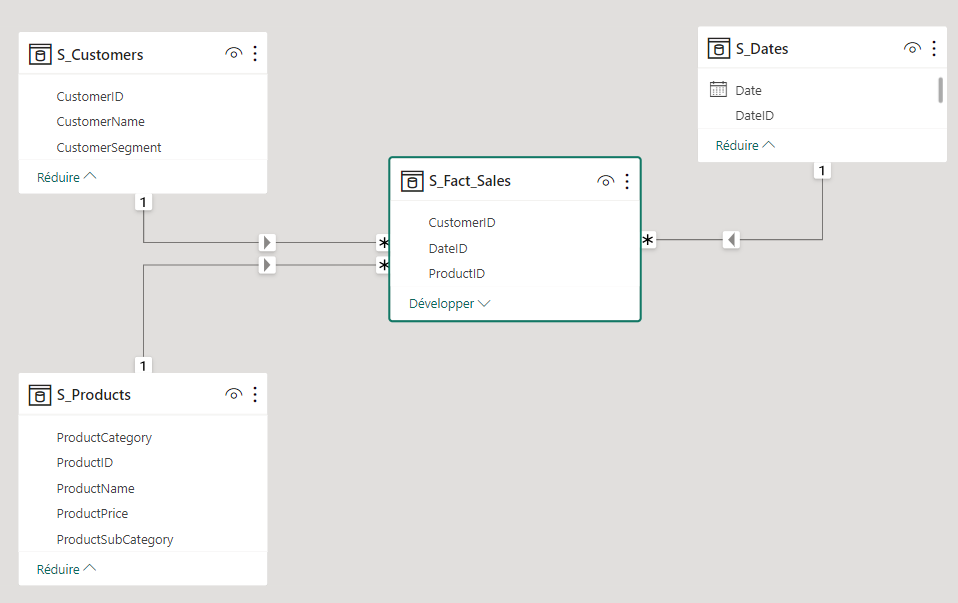 S_Customers
CustomerID
CustomerName
CustomerSegment
Réduire
1
S_Dates
Date
DateID
Réduire
1
S_Fact_Sales
CustomerID
DateID
ProductID
Développer
*
*
*
1
S_Products
ProductCategory
ProductID
ProductName
ProductPrice
ProductSubCategory
Réduire